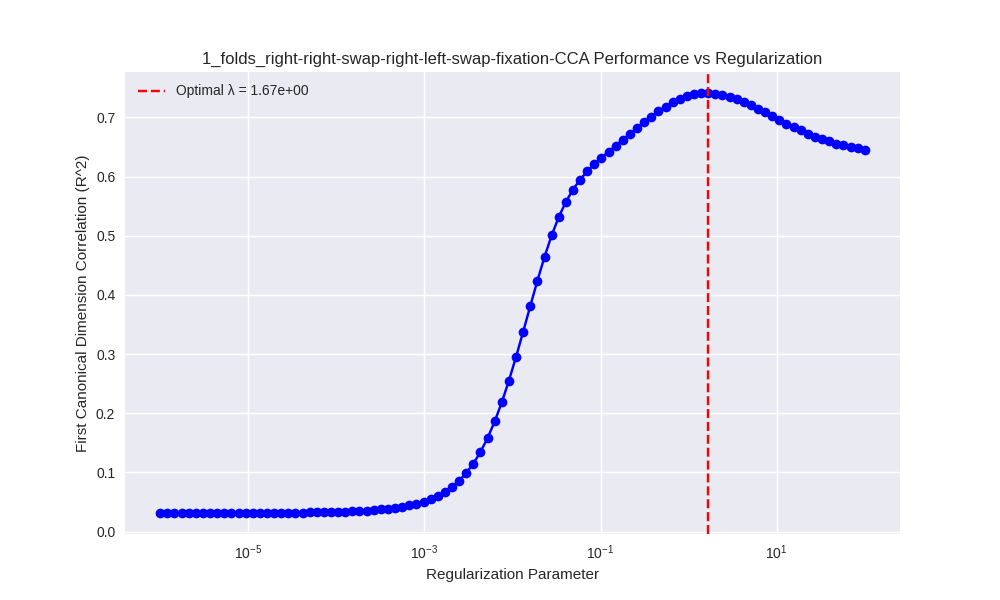 1_folds_right-right-swap-right-left-swap-fixation-CCA Performance vs Regularization
Optimal λ = 1.67e+00
First Canonical Dimension Correlation (R^2)
0.7
0.6
0.5
0.4
0.3
0.2
0.1
0.0
10⁻⁵ 10⁻³ 10⁻¹ 10¹
Regularization Parameter